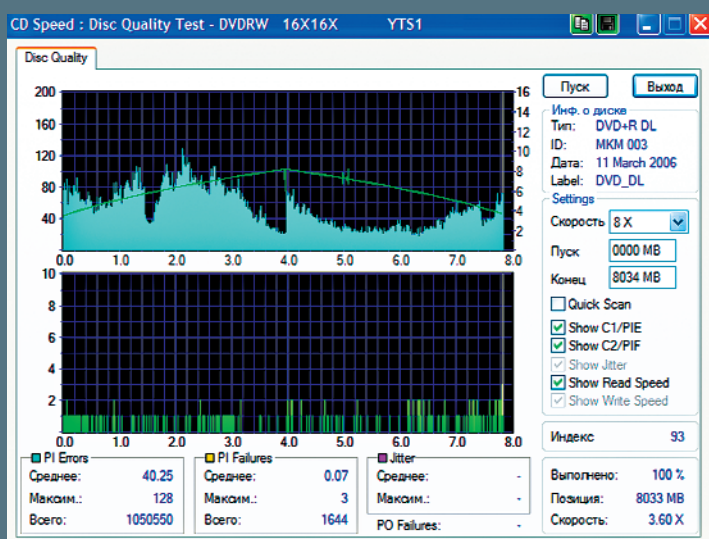 CD Speed : Disc Quality Test - DVDRW 16X16X YTS1
Disc Quality
200
160
120
80
40
16
14
12
10
8
6
4
2
0.0 1.0 2.0 3.0 4.0 5.0 6.0 7.0 8.0
10
8
6
4
2
0.0 1.0 2.0 3.0 4.0 5.0 6.0 7.0 8.0
PI Errors
Среднее: 40.25
Максим.: 128
Всего: 1050550
PI Failures
Среднее: 0.07
Максим.: 3
Всего: 1644
Jitter
Среднее: -
Максим.: -
PO Failures: -
Пуск Выход
Инф. о диске
Тип: DVD+R DL
ID: MKM 003
Дата: 11 March 2006
Label: DVD_DL
Settings
Скорость 8 X
Пуск 0000 MB
Конец 8034 MB
Quick Scan
Show C1/PIE
Show C2/PIF
Show Jitter
Show Read Speed
Show Write Speed
Индекс 93
Выполнено: 100 %
Позиция: 8033 MB
Скорость: 3.60 X